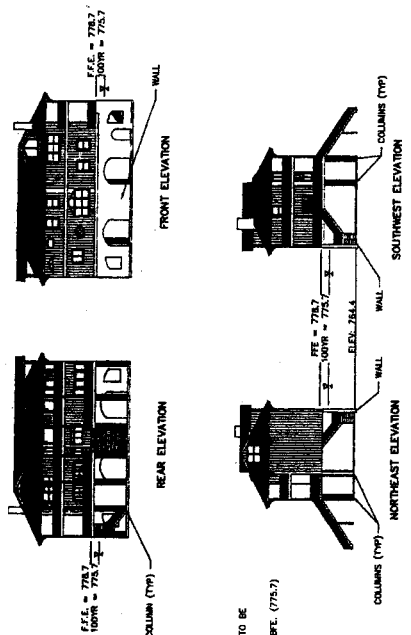 F.F.E. = 778.7
100YR = 775.7
WALL
FRONT ELEVATION
F.F.E. = 778.7
100YR = 775.7
COLUMN (TYP)
REAR ELEVATION
COLUMNS (TYP)
SOUTHWEST ELEVATION
WALL
FFE = 778.7
100YR = 775.7
ELEV: 764.4
WALL
NORTHEAST ELEVATION
COLUMNS (TYP)
TO BE
BFE. (775.7)